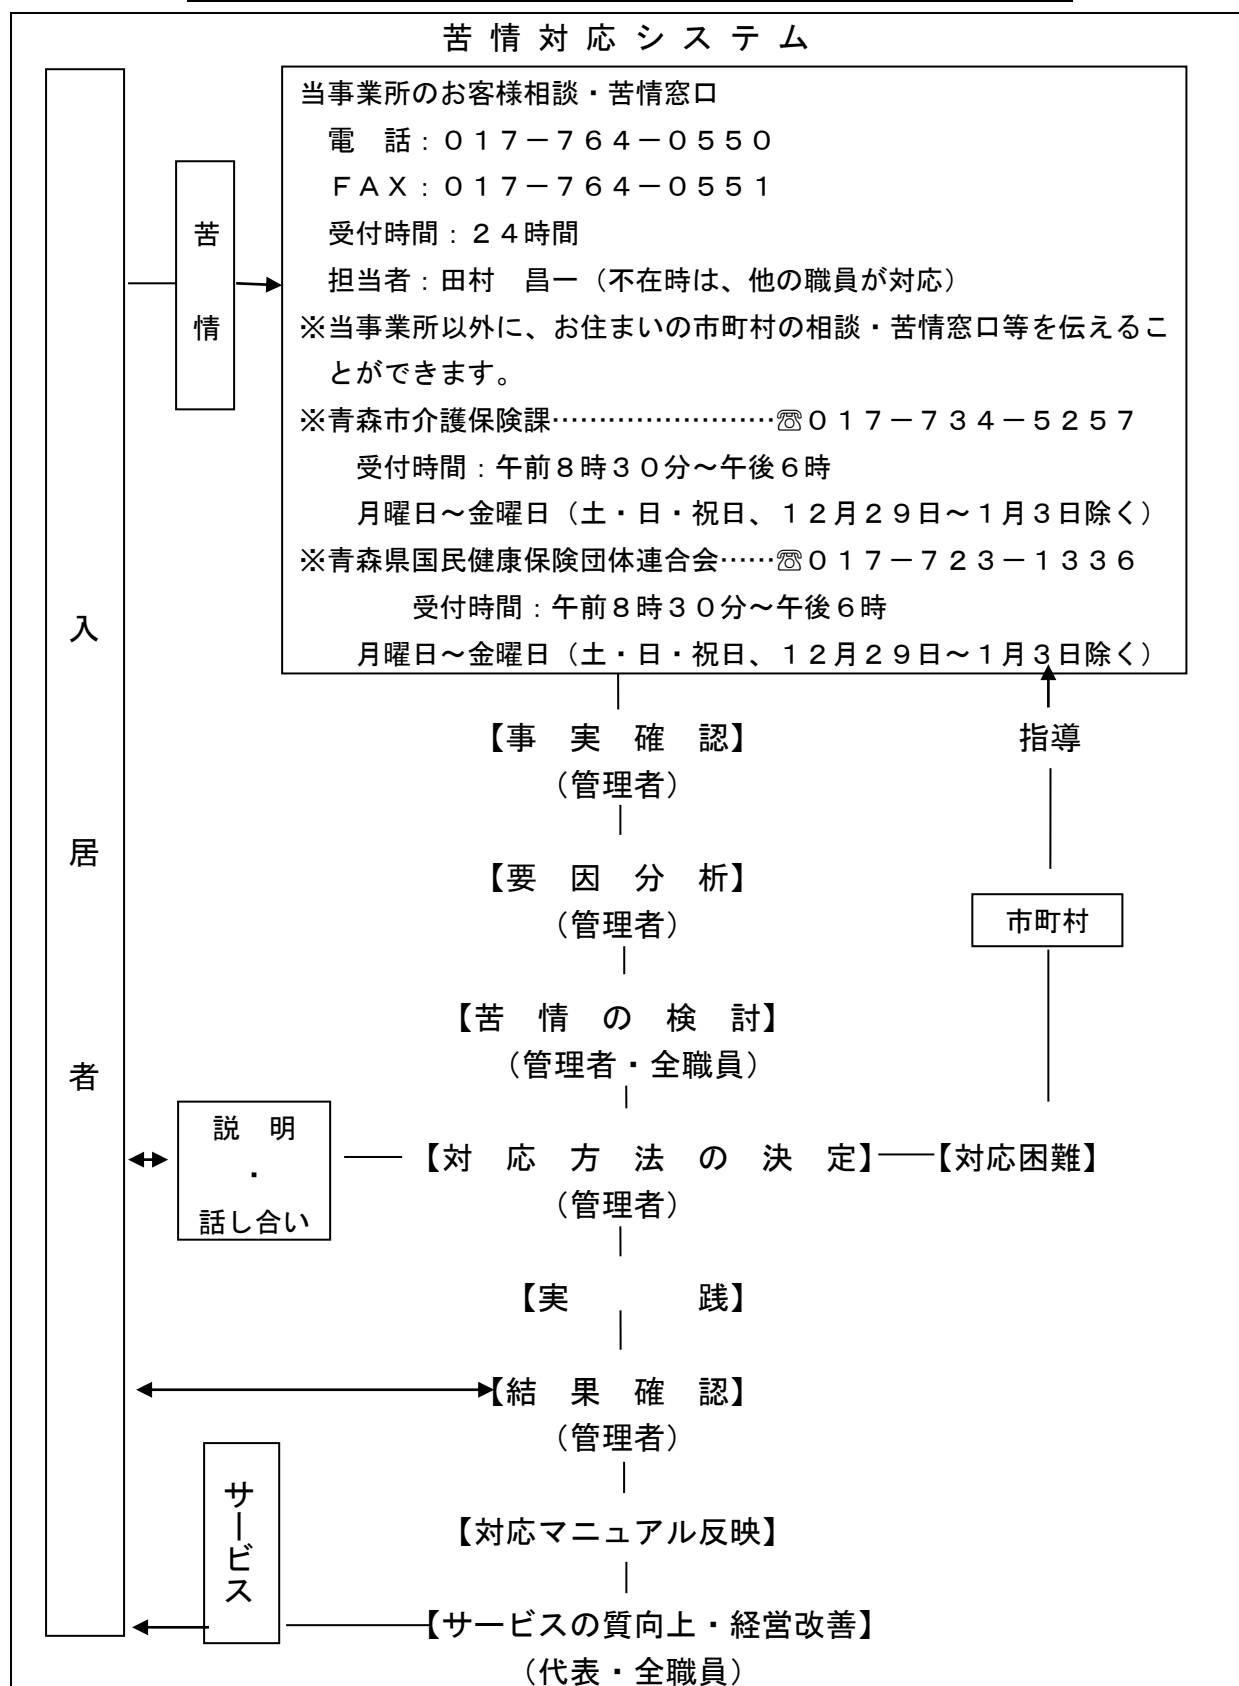 苦情対応システム
当事業所のお客様相談・苦情窓口
電　話：０１７－７６４－０５５０
ＦＡＸ：０１７－７６４－０５５１
受付時間：２４時間
担当者：田村　昌一（不在時は、他の職員が対応）
※当事業所以外に、お住まいの市町村の相談・苦情窓口等を伝えるこ
とができます。
※青森市介護保険課……………………☏０１７－７３４－５２５７
受付時間：午前８時３０分～午後６時
月曜日～金曜日（土・日・祝日、１２月２９日～１月３日除く）
※青森県国民健康保険団体連合会……☏０１７－７２３－１３３６
受付時間：午前８時３０分～午後６時
月曜日～金曜日（土・日・祝日、１２月２９日～１月３日除く）
苦情
入居者
【事　実　確　認】
（管理者）
指導
【要　因　分　析】
（管理者）
市町村
【苦　情　の　検　討】
（管理者・全職員）
説　明
・
話し合い
【対　応　方　法　の　決　定】
【対応困難】
（管理者）
【実　　　　践】
【結　果　確　認】
（管理者）
サービス
【対応マニュアル反映】
【サービスの質向上・経営改善】
（代表・全職員）